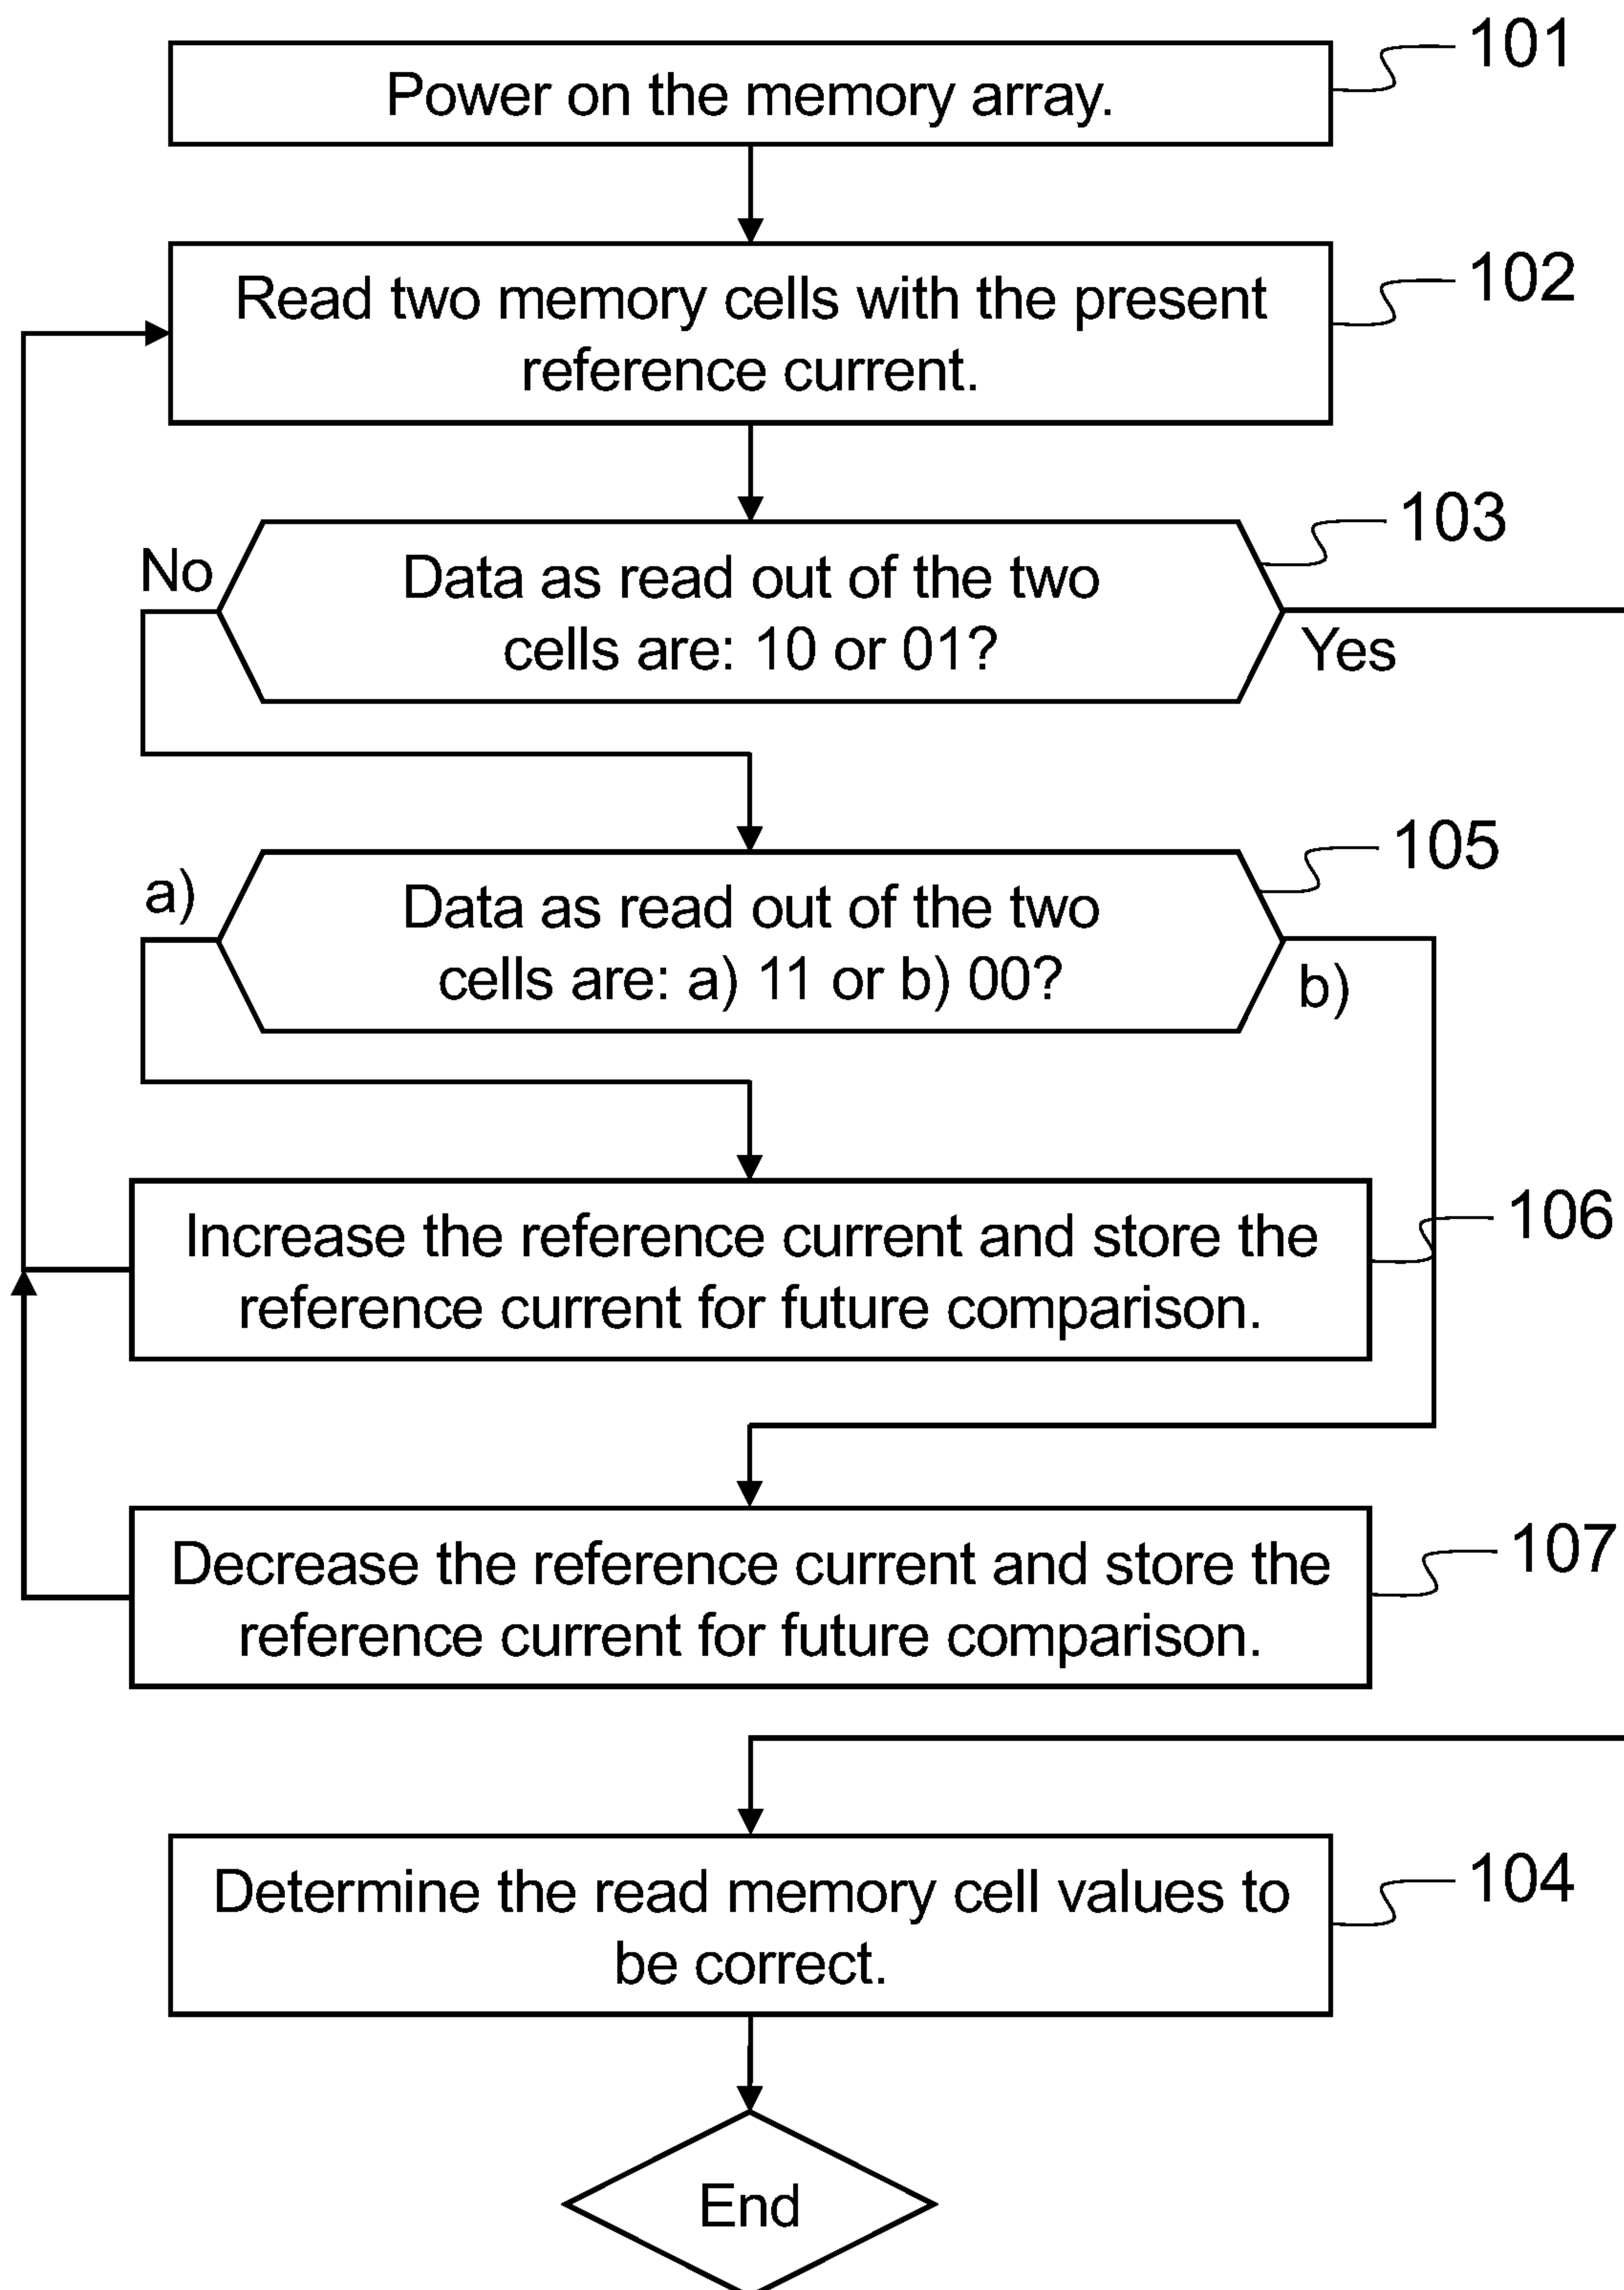 101
Power on the memory array.
102
Read two memory cells with the present
reference current.
103
No
Data as read out of the two
cells are: 10 or 01?
Yes
105
a)
Data as read out of the two
cells are: a) 11 or b) 00?
b)
106
Increase the reference current and store the
reference current for future comparison.
107
Decrease the reference current and store the
reference current for future comparison.
104
Determine the read memory cell values to
be correct.
End